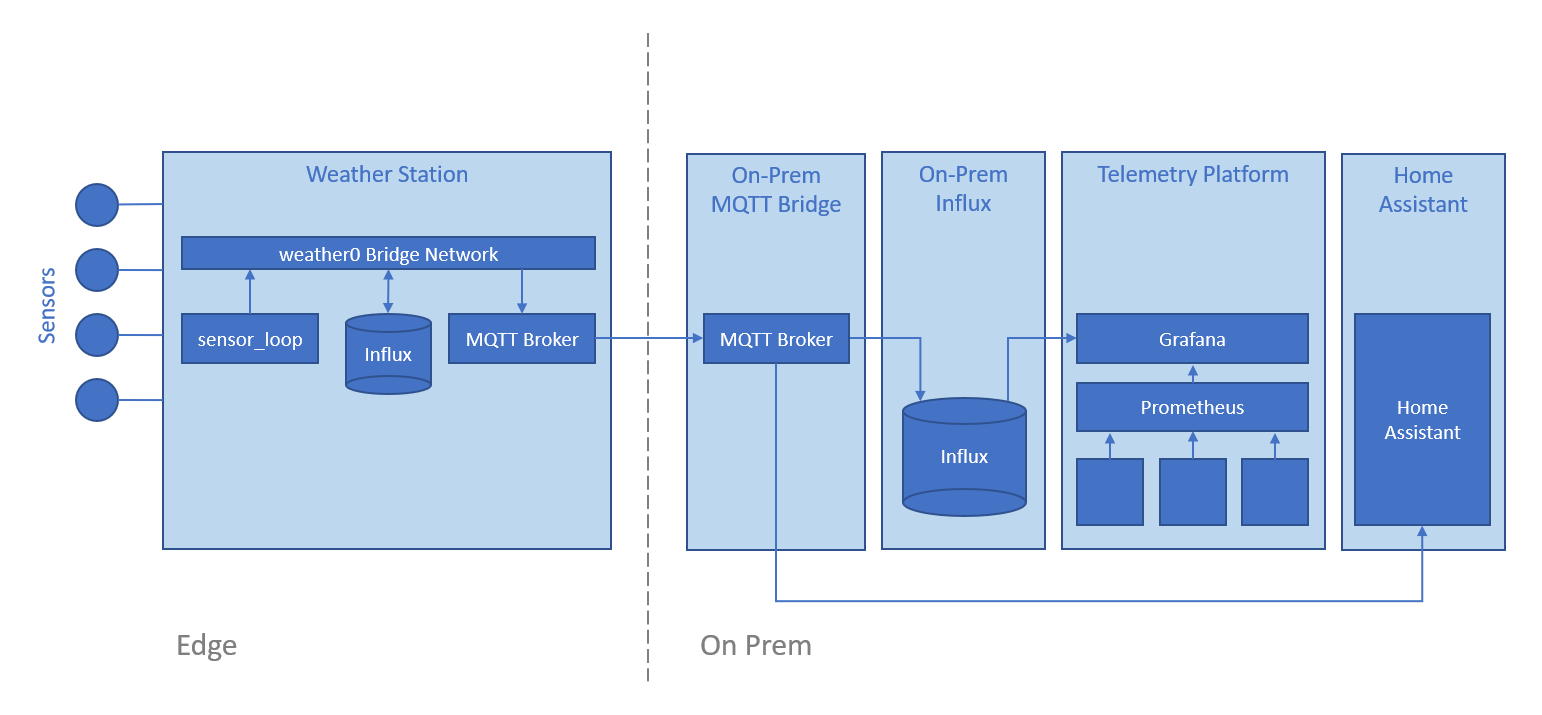 Sensors
Weather Station
weather0 Bridge Network
sensor_loop
Influx
MQTT Broker
Edge
On-Prem
MQTT Bridge
MQTT Broker
On-Prem
Influx
Influx
Telemetry Platform
Grafana
Prometheus
Home
Assistant
Home
Assistant
On Prem